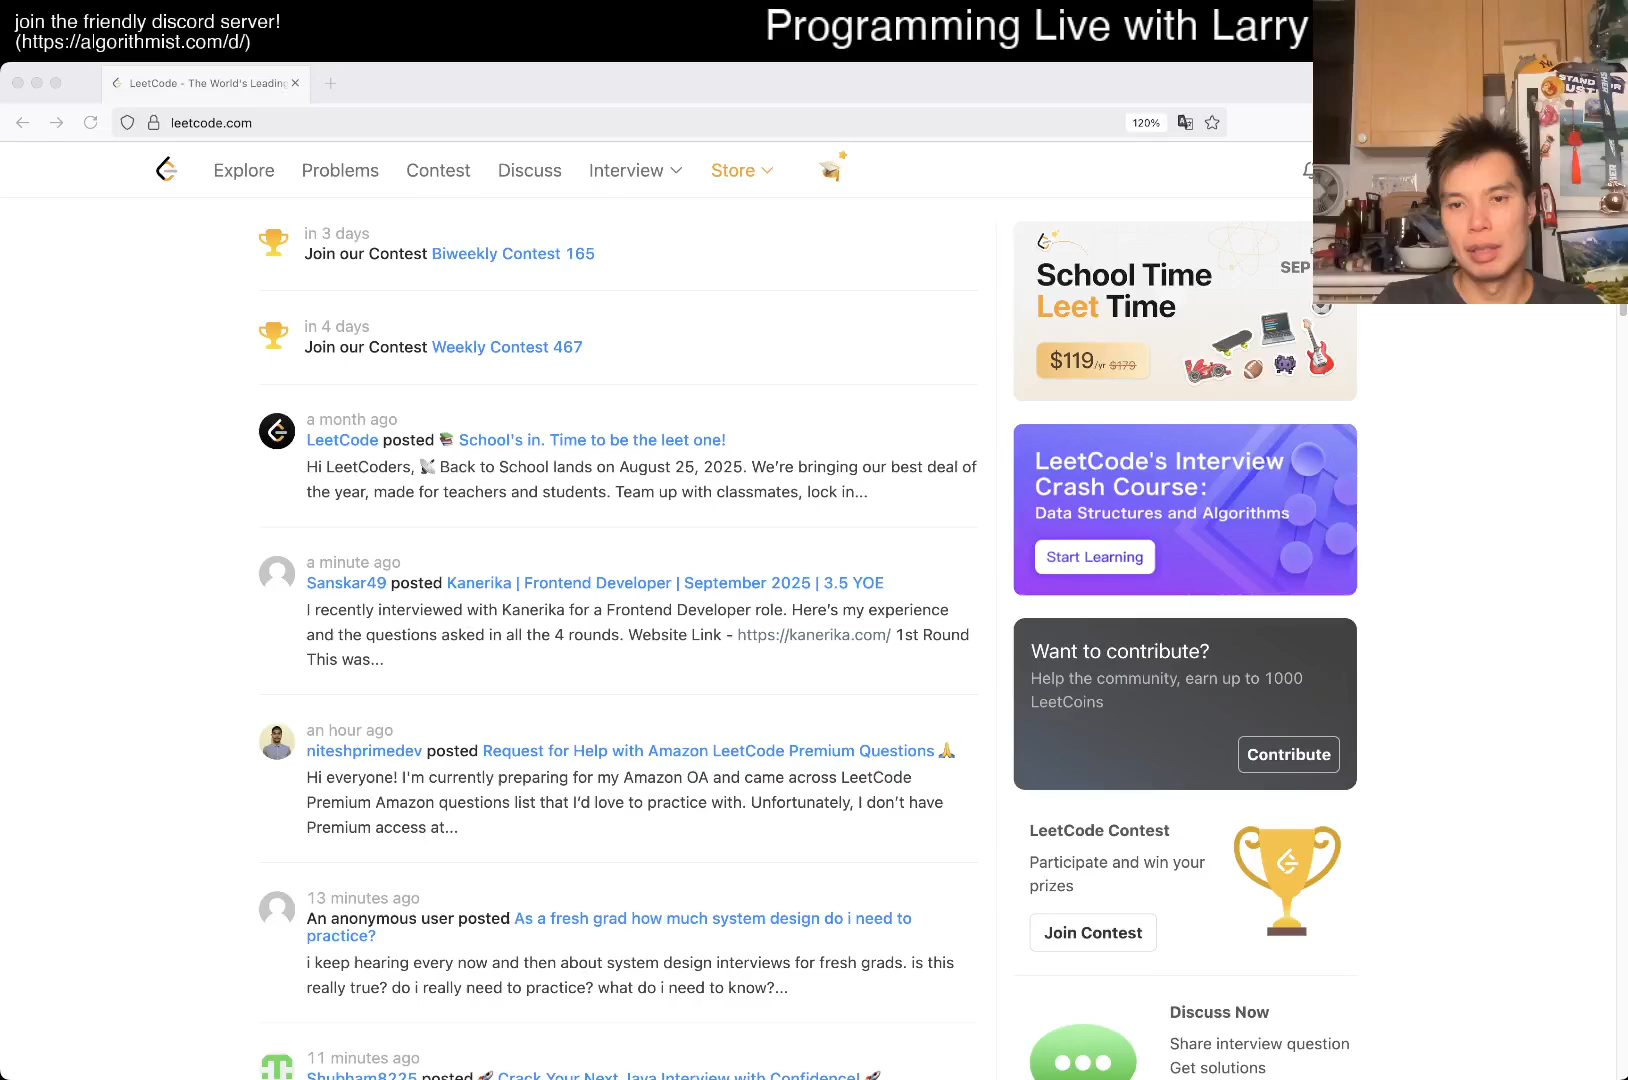 join the friendly discord server!
(https://algorithmist.com/d/)
Programming Live with Larry
LeetCode - The World's Leading
leetcode.com
120%
Explore
Problems
Contest
Discuss
Interview
Store
in 3 days
Join our Contest Biweekly Contest 165
in 4 days
Join our Contest Weekly Contest 467
a month ago
LeetCode posted 📚 School's in. Time to be the leet one!
Hi LeetCoders, 📡 Back to School lands on August 25, 2025. We’re bringing our best deal of
the year, made for teachers and students. Team up with classmates, lock in...
a minute ago
Sanskar49 posted Kanerika | Frontend Developer | September 2025 | 3.5 YOE
I recently interviewed with Kanerika for a Frontend Developer role. Here’s my experience
and the questions asked in all the 4 rounds. Website Link - https://kanerika.com/ 1st Round
This was...
an hour ago
niteshprimedev posted Request for Help with Amazon LeetCode Premium Questions 🙏
Hi everyone! I'm currently preparing for my Amazon OA and came across LeetCode
Premium Amazon questions list that I’d love to practice with. Unfortunately, I don’t have
Premium access at...
13 minutes ago
An anonymous user posted As a fresh grad how much system design do i need to
practice?
i keep hearing every now and then about system design interviews for fresh grads. is this
really true? do i really need to practice? what do i need to know?...
11 minutes ago
Shubham8225 posted 🚀 Crack Your Next Java Interview with Confidence! 🚀
School Time
SEP
Leet Time
$119/yr $179
LeetCode's Interview
Crash Course:
Data Structures and Algorithms
Start Learning
Want to contribute?
Help the community, earn up to 1000
LeetCoins
Contribute
LeetCode Contest
Participate and win your
prizes
Join Contest
Discuss Now
Share interview question
Get solutions
STAND